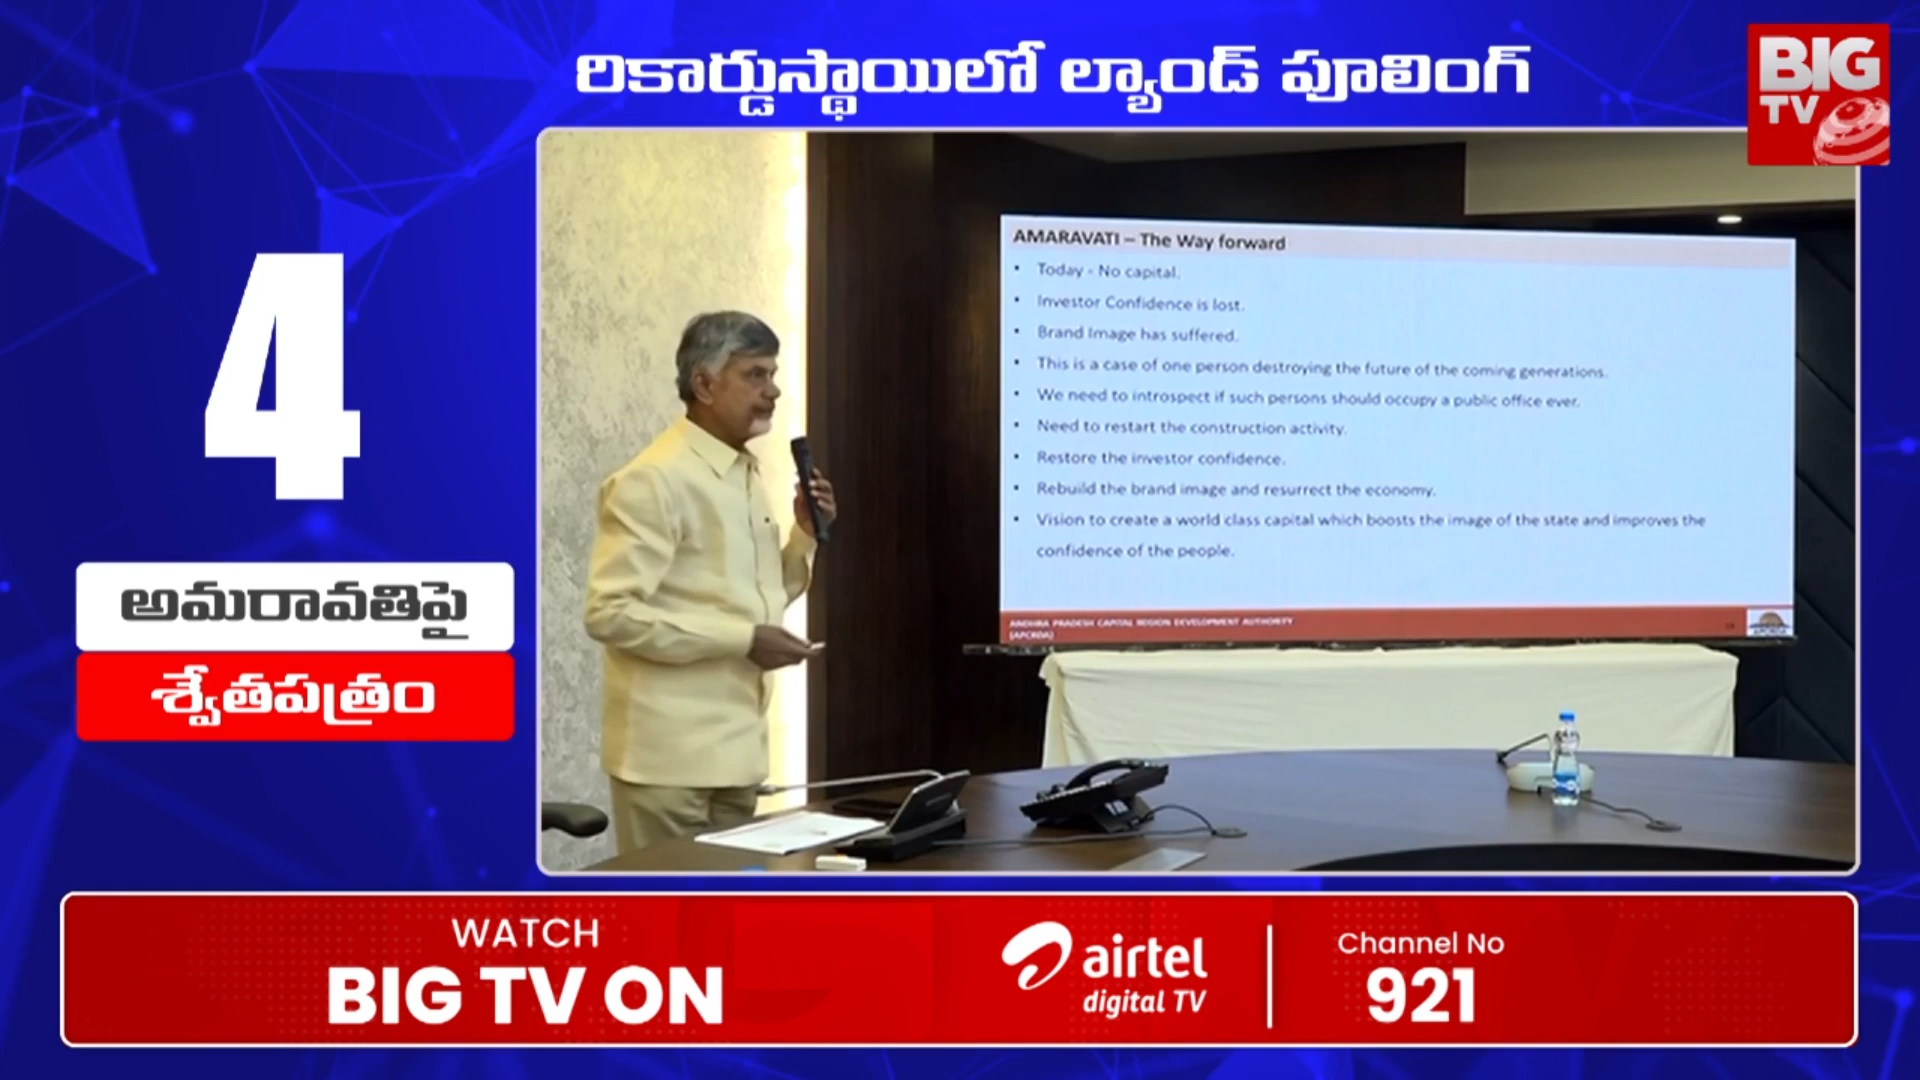 రికార్డుస్థాయిలో ల్యాండ్ పూలింగ్
BIG
TV
4
అమరావతిపై
శ్వేతపత్రం
AMARAVATI – The Way forward
• Today - No capital.
• Investor Confidence is lost.
• Brand Image has suffered.
• This is a case of one person destroying the future of the coming generations.
• We need to introspect if such persons should occupy a public office ever.
• Need to restart the construction activity.
• Restore the investor confidence.
• Rebuild the brand image and resurrect the economy.
• Vision to create a world class capital which boosts the image of the state and improves the
confidence of the people.
ANDHRA PRADESH CAPITAL REGION DEVELOPMENT AUTHORITY
(APCRDA)
APCRDA
WATCH
BIG TV ON
airtel
digital TV
Channel No
921